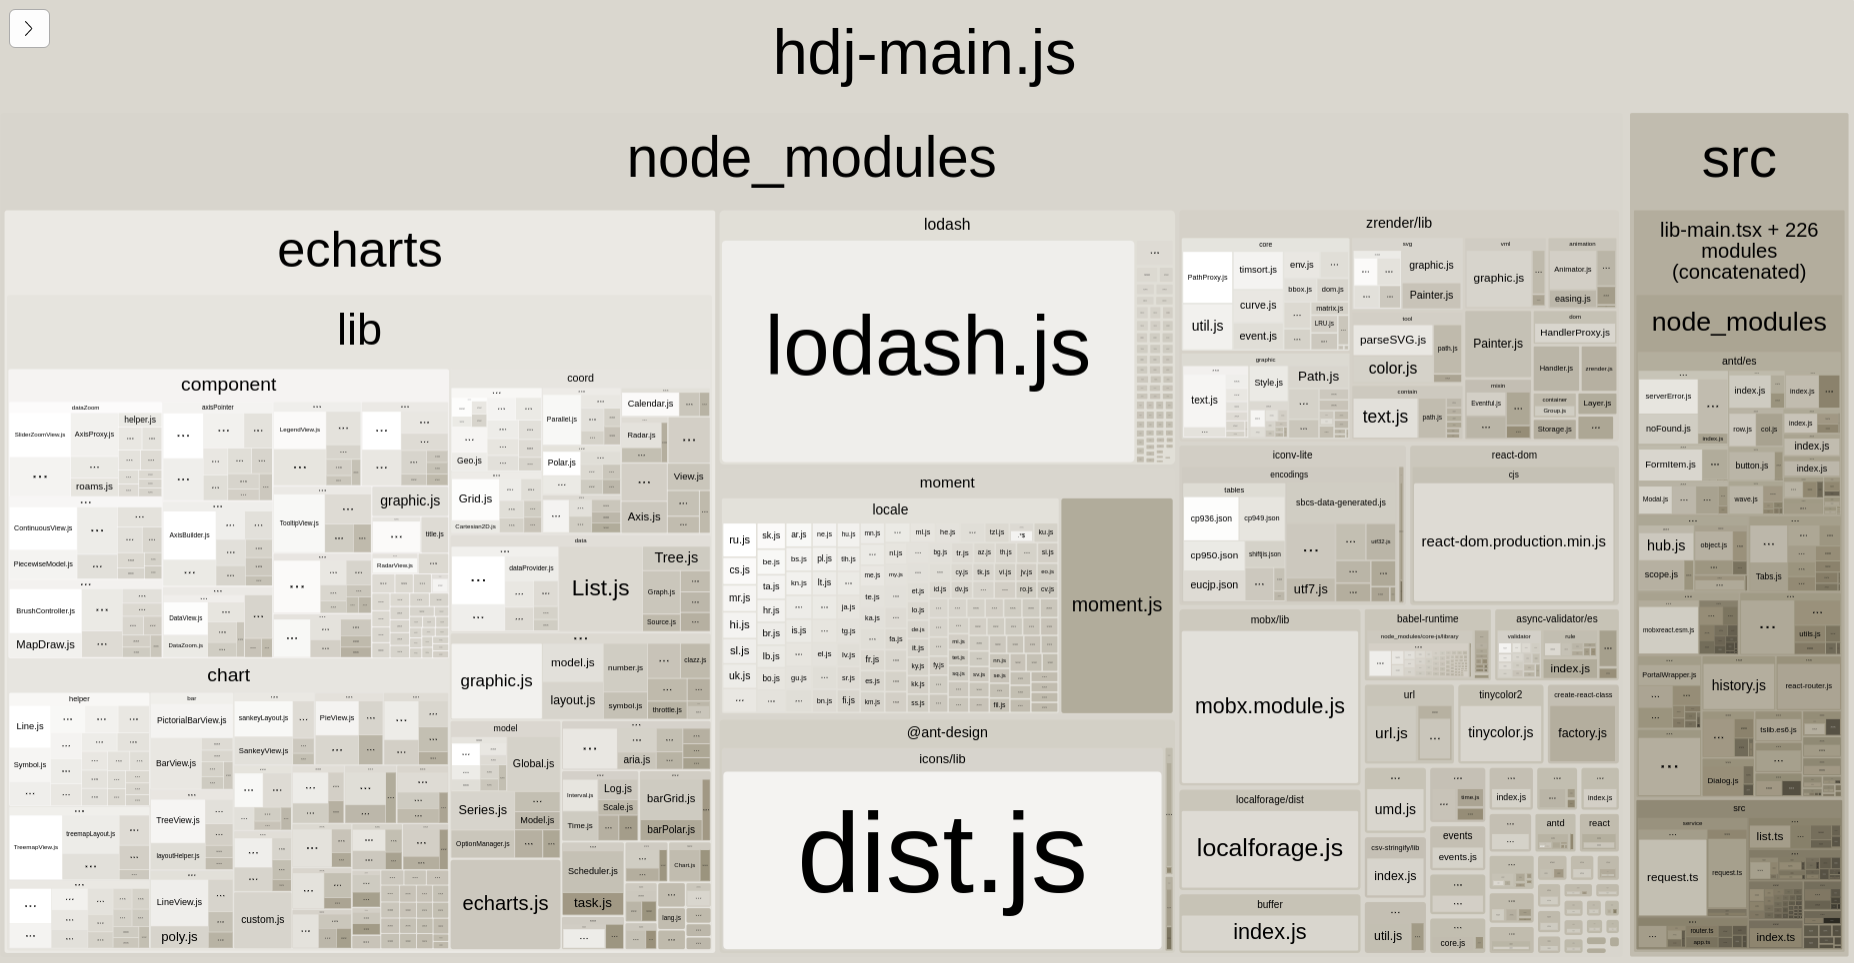 hdj-main.js
node_modules
src
echarts
lib
component
dataZoom
SliderZoomView.js
AxisProxy.js
helper.js
roams.js
axisPointer
LegendView.js
ContinuousView.js
PiecewiseModel.js
AxisBuilder.js
TooltipView.js
graphic.js
title.js
RadarView.js
BrushController.js
MapDraw.js
DataView.js
DataZoom.js
chart
helper
Line.js
Symbol.js
bar
PictorialBarView.js
BarView.js
sankeyLayout.js
SankeyView.js
PieView.js
TreemapView.js
treemapLayout.js
TreeView.js
layoutHelper.js
LineView.js
poly.js
custom.js
coord
Geo.js
Grid.js
Cartesian2D.js
Parallel.js
Polar.js
Calendar.js
Radar.js
View.js
Axis.js
data
dataProvider.js
List.js
Tree.js
Graph.js
Source.js
graphic.js
model.js
layout.js
number.js
symbol.js
clazz.js
throttle.js
model
Global.js
Series.js
Model.js
OptionManager.js
echarts.js
aria.js
Interval.js
Log.js
Scale.js
Time.js
barGrid.js
barPolar.js
Scheduler.js
task.js
Chart.js
lang.js
lodash
lodash.js
moment
locale
ru.js
sk.js
ar.js
ne.js
hu.js
mn.js
ml.js
he.js
tzl.js
ku.js
cs.js
be.js
bs.js
pl.js
tlh.js
nl.js
bg.js
tr.js
az.js
th.js
si.js
mr.js
ta.js
kn.js
lt.js
me.js
my.js
cy.js
tk.js
vi.js
jv.js
hi.js
hr.js
ja.js
te.js
et.js
id.js
dv.js
ro.js
cv.js
sl.js
br.js
is.js
tg.js
ka.js
lo.js
uk.js
lb.js
el.js
lv.js
fa.js
it.js
bo.js
gu.js
sr.js
fr.js
ky.js
fy.js
bn.js
fi.js
es.js
kk.js
km.js
ss.js
moment.js
@ant-design
icons/lib
dist.js
zrender/lib
core
PathProxy.js
timsort.js
env.js
bbox.js
dom.js
util.js
curve.js
event.js
matrix.js
LRU.js
svg
graphic.js
Painter.js
vml
graphic.js
animation
Animator.js
easing.js
tool
parseSVG.js
color.js
path.js
Painter.js
dom
HandlerProxy.js
Handler.js
zrender.js
graphic
text.js
Style.js
Path.js
contain
text.js
path.js
mixin
Eventful.js
container
Group.js
Storage.js
Layer.js
iconv-lite
encodings
tables
cp936.json
cp949.json
cp950.json
shiftjis.json
eucjp.json
sbcs-data-generated.js
utf32.js
utf7.js
react-dom
cjs
react-dom.production.min.js
mobx/lib
mobx.module.js
babel-runtime
node_modules/core-js/library
async-validator/es
validator
rule
index.js
url
url.js
tinycolor2
tinycolor.js
create-react-class
factory.js
localforage/dist
localforage.js
buffer
index.js
umd.js
csv-stringify/lib
index.js
util.js
time.js
events
events.js
core.js
index.js
antd
index.js
react
lib-main.tsx + 226
modules
(concatenated)
node_modules
antd/es
serverError.js
noFound.js
index.js
FormItem.js
Modal.js
index.js
row.js
col.js
button.js
wave.js
index.js
index.js
index.js
index.js
hub.js
object.js
scope.js
Tabs.js
mobxreact.esm.js
utils.js
PortalWrapper.js
history.js
react-router.js
tslib.es6.js
Dialog.js
src
service
request.ts
request.ts
list.ts
router.ts
app.ts
index.ts